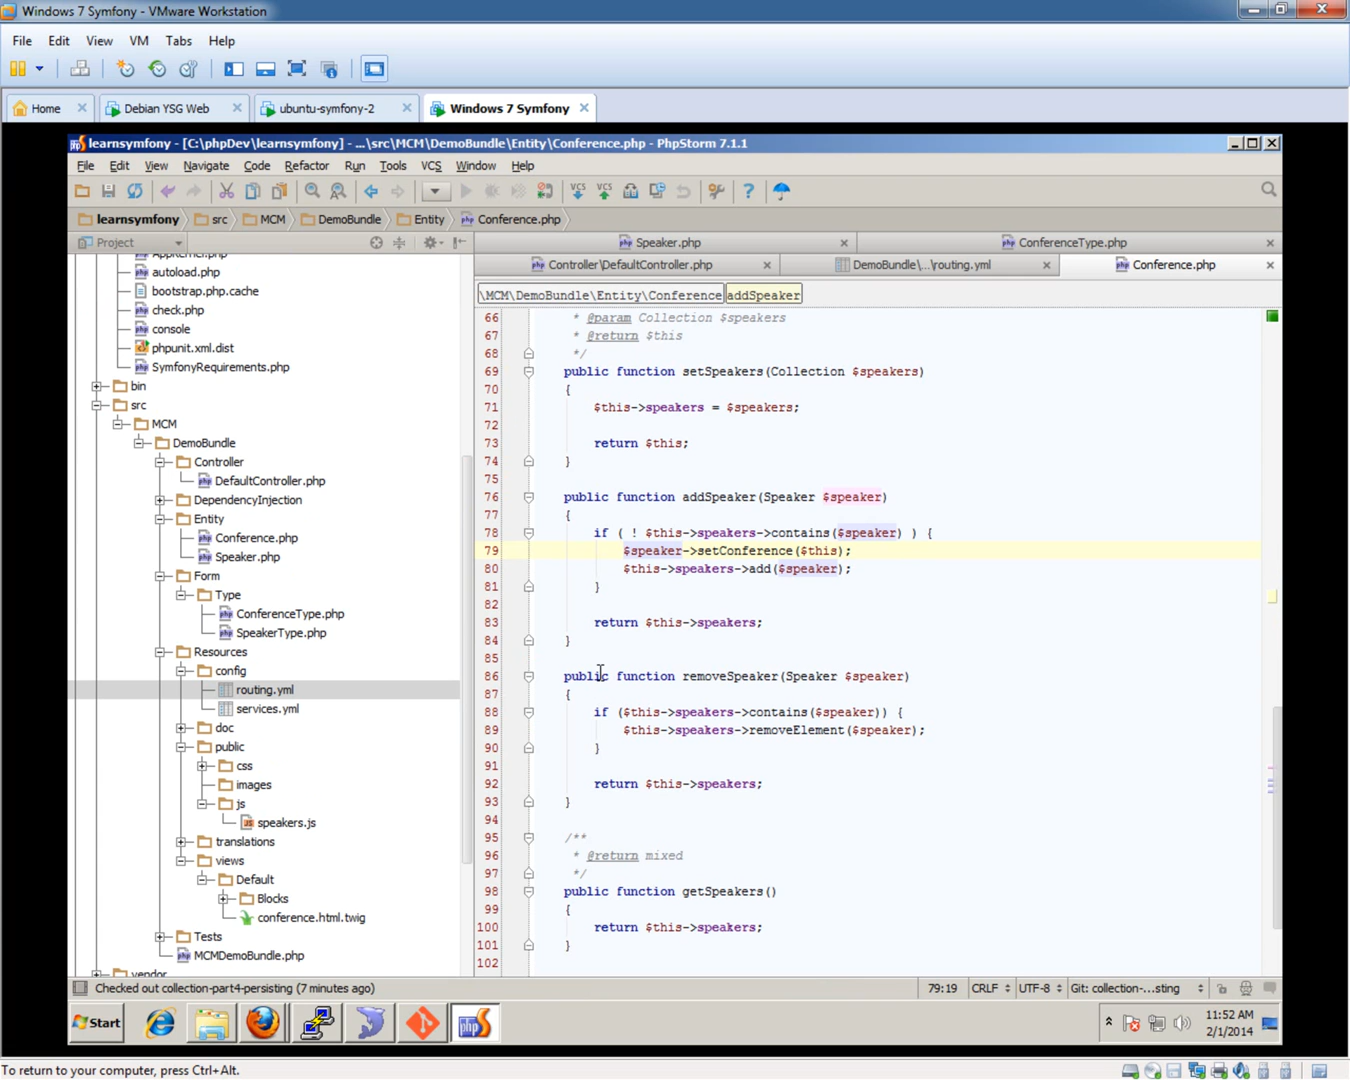 Windows 7 Symfony - VMware Workstation
File Edit View VM Tabs Help
Home Debian YSG Web ubuntu-symfony-2 Windows 7 Symfony
learnsymfony - [C:\phpDev\learnsymfony] - ...\src\MCM\DemoBundle\Entity\Conference.php - PhpStorm 7.1.1
File Edit View Navigate Code Refactor Run Tools VCS Window Help
learnsymfony src MCM DemoBundle Entity Conference.php
Project
Speaker.php ConferenceType.php
Controller\DefaultController.php DemoBundle\...\routing.yml Conference.php
\MCM\DemoBundle\Entity\Conference addSpeaker
AppKernel.php
autoload.php
bootstrap.php.cache
check.php
console
phpunit.xml.dist
SymfonyRequirements.php
bin
src
MCM
DemoBundle
Controller
DefaultController.php
DependencyInjection
Entity
Conference.php
Speaker.php
Form
Type
ConferenceType.php
SpeakerType.php
Resources
config
routing.yml
services.yml
doc
public
css
images
js
speakers.js
translations
views
Default
Blocks
conference.html.twig
Tests
MCMDemoBundle.php
vendor
66 * @param Collection $speakers
67 * @return $this
68 */
69 public function setSpeakers(Collection $speakers)
70 {
71 $this->speakers = $speakers;
72
73 return $this;
74 }
75
76 public function addSpeaker(Speaker $speaker)
77 {
78 if ( ! $this->speakers->contains($speaker) ) {
79 $speaker->setConference($this);
80 $this->speakers->add($speaker);
81 }
82
83 return $this->speakers;
84 }
85
86 public function removeSpeaker(Speaker $speaker)
87 {
88 if ($this->speakers->contains($speaker)) {
89 $this->speakers->removeElement($speaker);
90 }
91
92 return $this->speakers;
93 }
94
95 /**
96 * @return mixed
97 */
98 public function getSpeakers()
99 {
100 return $this->speakers;
101 }
102
Checked out collection-part4-persisting (7 minutes ago) 79:19 CRLF UTF-8 Git: collection-...sting
Start 11:52 AM
2/1/2014
To return to your computer, press Ctrl+Alt.